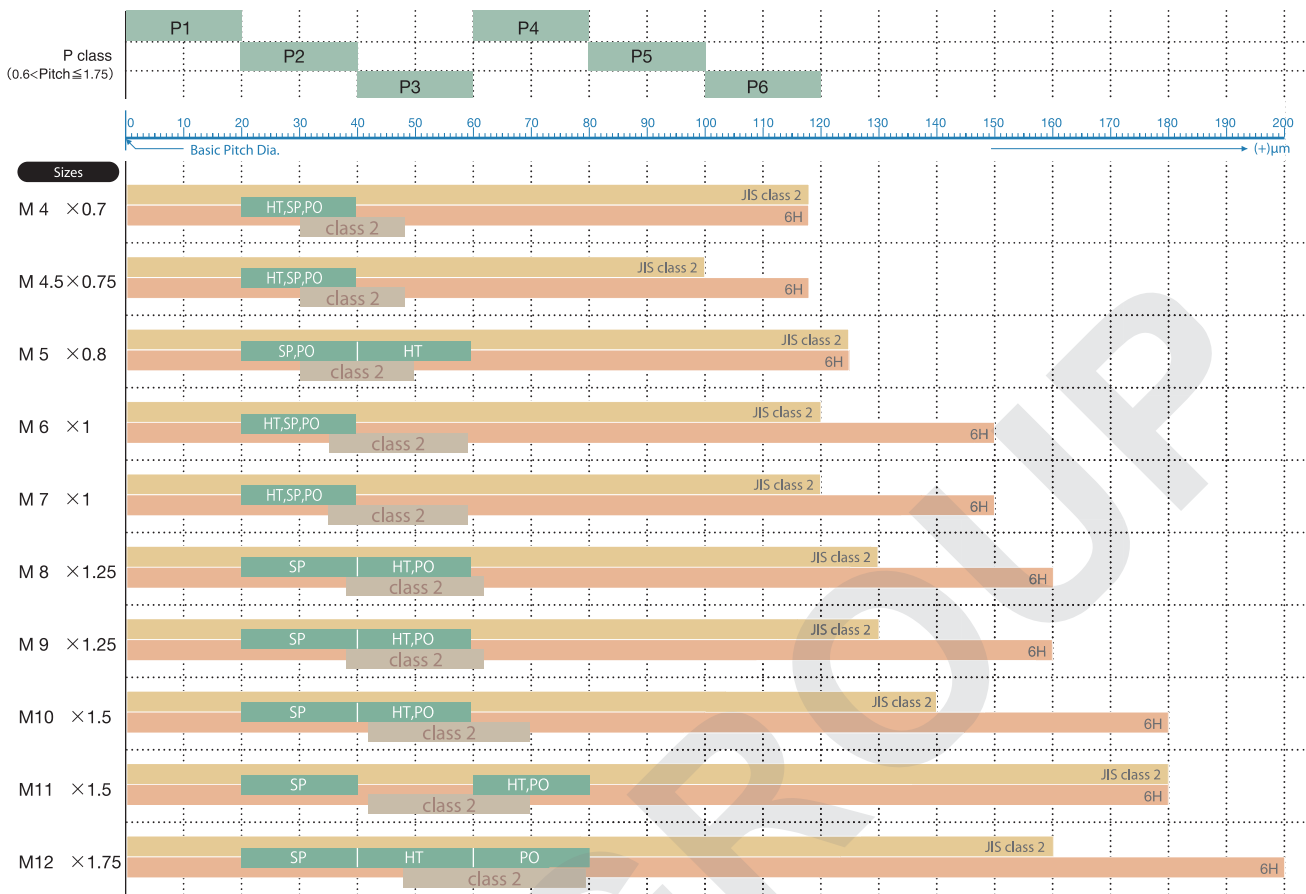 P1 P4
P class P2 P5
(0.6<Pitch≦1.75)
P3 P6
0 10 20 30 40 50 60 70 80 90 100 110 120 130 140 150 160 170 180 190 200
Basic Pitch Dia. (+)μm
Sizes
JIS class 2
M 4 ×0.7 HT,SP,PO 6H
class 2
JIS class 2
M 4.5×0.75 HT,SP,PO 6H
class 2
JIS class 2
M 5 ×0.8 SP,PO HT 6H
class 2
JIS class 2
M 6 ×1 HT,SP,PO 6H
class 2
JIS class 2
M 7 ×1 HT,SP,PO 6H
class 2
JIS class 2
M 8 ×1.25 SP HT,PO 6H
class 2
JIS class 2
M 9 ×1.25 SP HT,PO 6H
class 2
JIS class 2
M10 ×1.5 SP HT,PO 6H
class 2
JIS class 2
M11 ×1.5 SP HT,PO 6H
class 2
JIS class 2
M12 ×1.75 SP HT PO 6H
class 2
GROUP